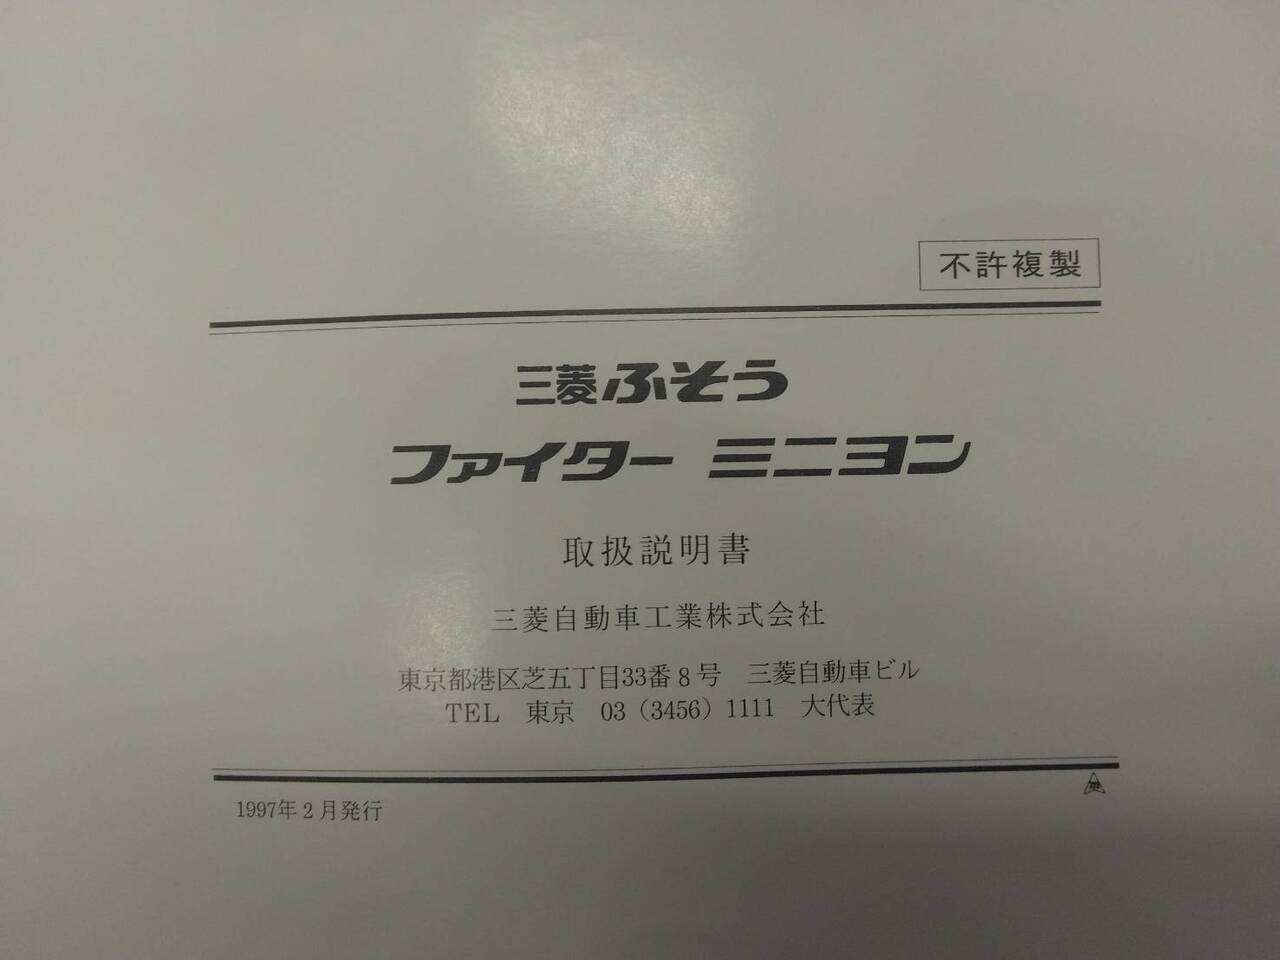 不許複製
三菱ふそう
ファイター ミニヨン
取扱説明書
三菱自動車工業株式会社
東京都港区芝五丁目33番8号 三菱自動車ビル
TEL 東京 03（3456）1111 大代表
1997年2月発行